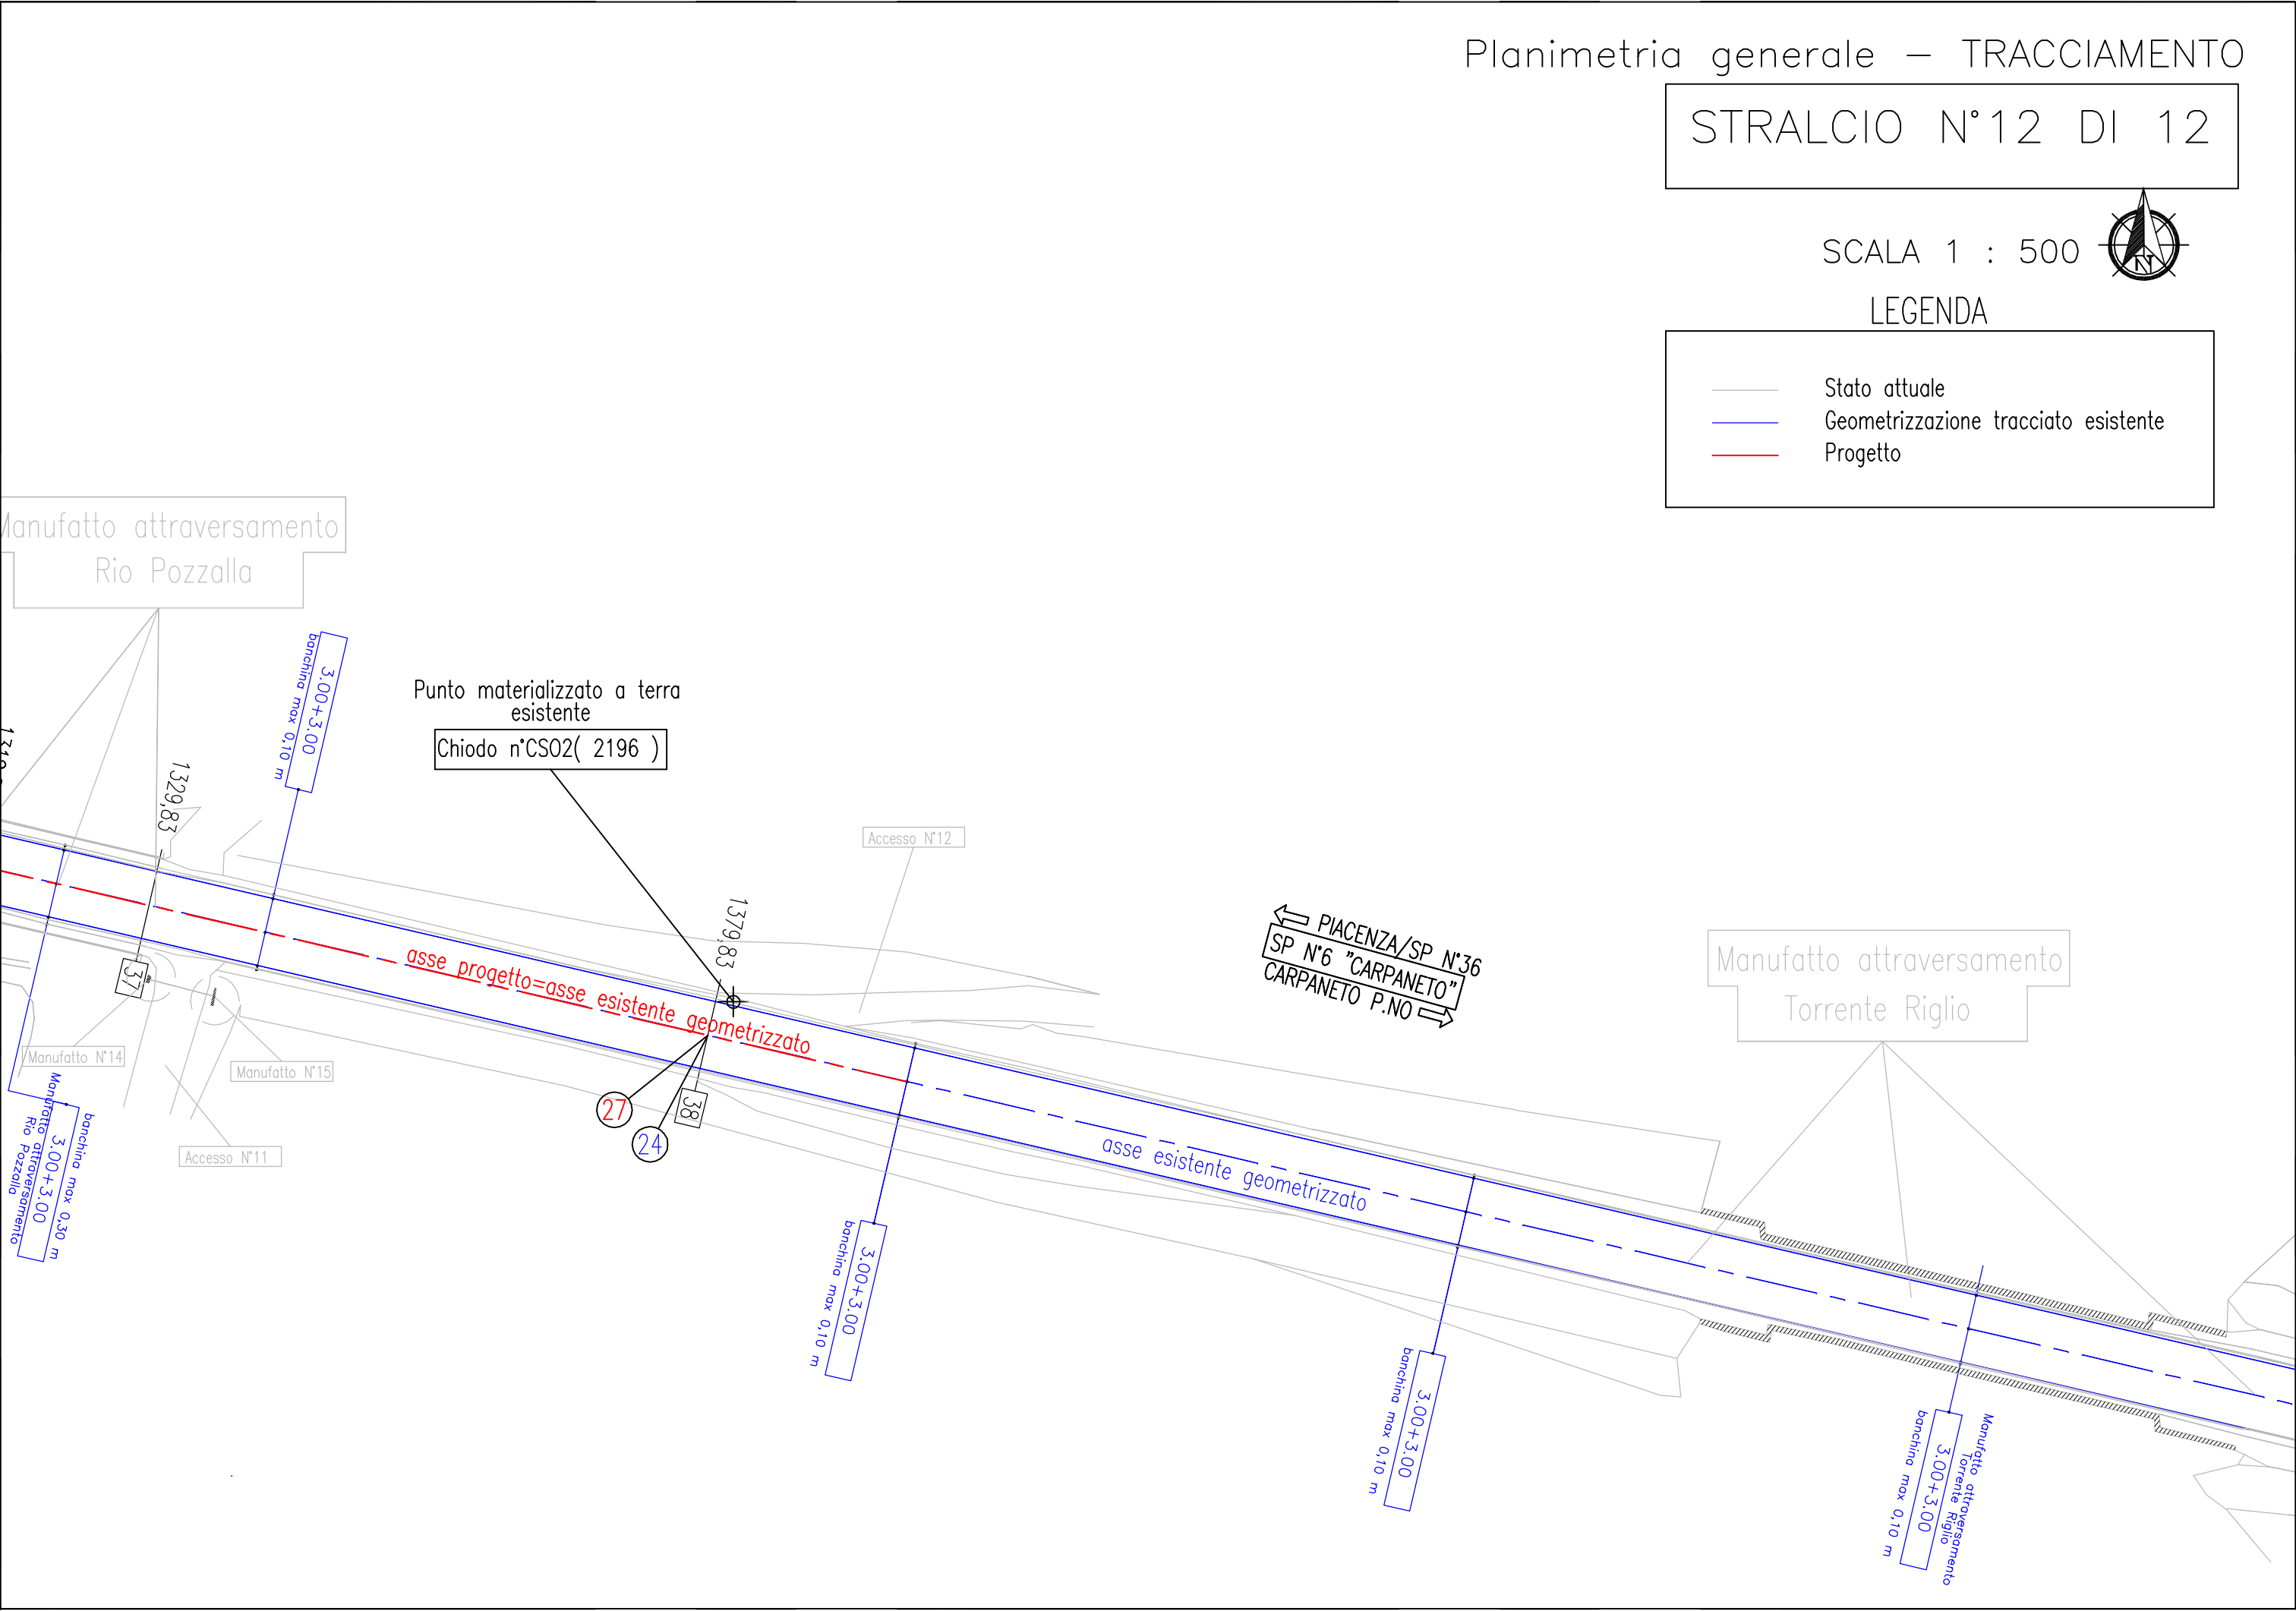 Planimetria generale – TRACCIAMENTO
STRALCIO N°12 DI 12
SCALA 1 : 500
N
LEGENDA
Stato attuale
Geometrizzazione tracciato esistente
Progetto
Manufatto attraversamento
Rio Pozzalla
3.00+3.00
banchina max 0,10 m
Punto materializzato a terra
esistente
Chiodo n°CS02( 2196 )
1329,83
1379,83
Accesso N°12
PIACENZA/SP N°36
SP N°6 "CARPANETO"
CARPANETO P.NO
Manufatto attraversamento
Torrente Riglio
asse progetto=asse esistente geometrizzato
37
38
27
24
Manufatto N°14
Manufatto N°15
Accesso N°11
asse esistente geometrizzato
banchina max 0,30 m
3.00+3.00
Manufatto attraversamento
Rio Pozzalla
3.00+3.00
banchina max 0,10 m
3.00+3.00
banchina max 0,10 m
Manufatto attraversamento
Torrente Riglio
3.00+3.00
banchina max 0,10 m